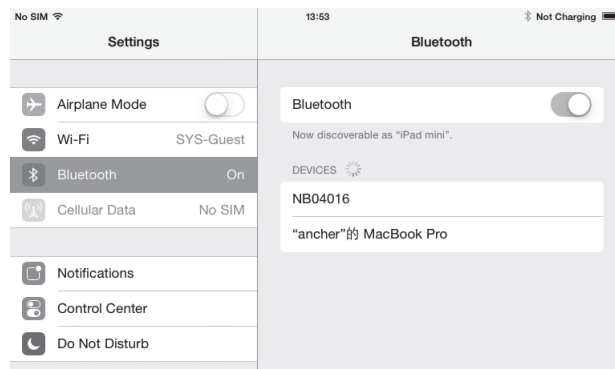 No SIM
13:53
Not Charging
Settings
Bluetooth
Airplane Mode
Wi-Fi SYS-Guest
Bluetooth On
Cellular Data No SIM
Notifications
Control Center
Do Not Disturb
Bluetooth
Now discoverable as “iPad mini”.
DEVICES
NB04016
“ancher”的 MacBook Pro